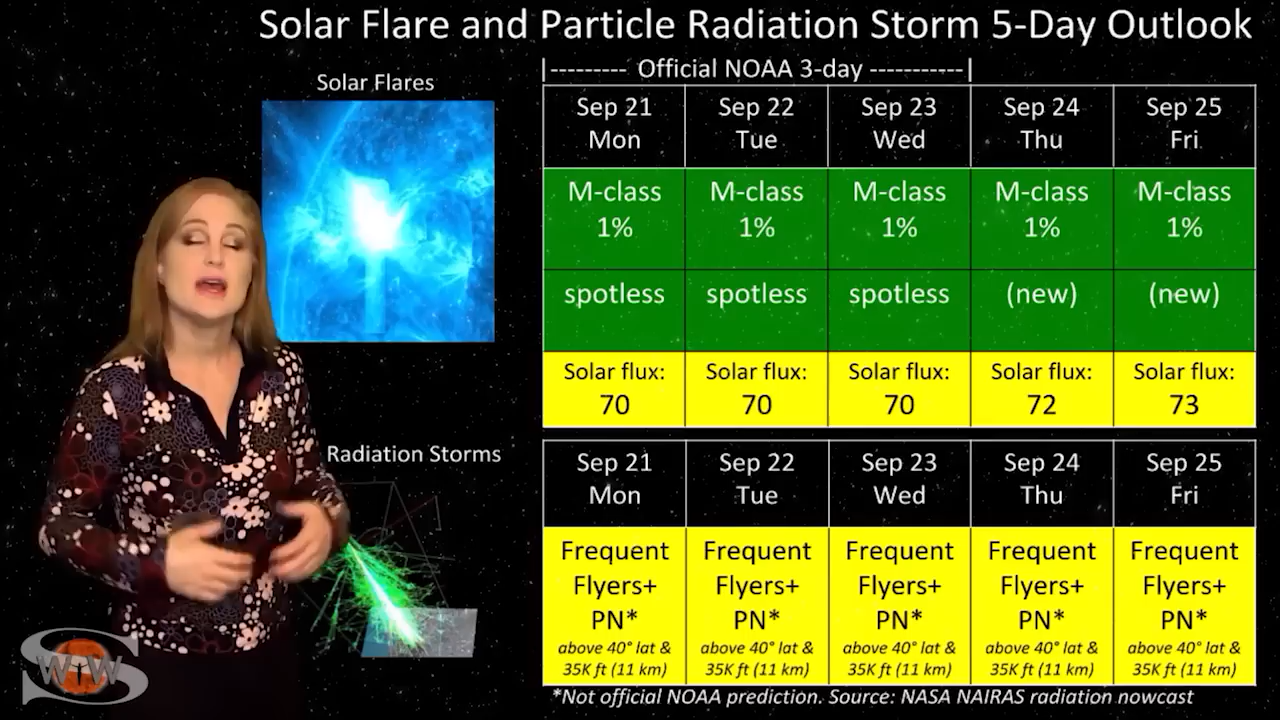 Solar Flare and Particle Radiation Storm 5-Day Outlook
|--------- Official NOAA 3-day -----------|
Solar Flares
Sep 21 Sep 22 Sep 23 Sep 24 Sep 25
Mon Tue Wed Thu Fri
M-class M-class M-class M-class M-class
1% 1% 1% 1% 1%
spotless spotless spotless (new) (new)
Solar flux: Solar flux: Solar flux: Solar flux: Solar flux:
70 70 70 72 73
Radiation Storms
Sep 21 Sep 22 Sep 23 Sep 24 Sep 25
Mon Tue Wed Thu Fri
Frequent Frequent Frequent Frequent Frequent
Flyers+ Flyers+ Flyers+ Flyers+ Flyers+
PN* PN* PN* PN* PN*
above 40° lat & above 40° lat & above 40° lat & above 40° lat & above 40° lat &
35K ft (11 km) 35K ft (11 km) 35K ft (11 km) 35K ft (11 km) 35K ft (11 km)
*Not official NOAA prediction. Source: NASA NAIRAS radiation nowcast
S
WTW